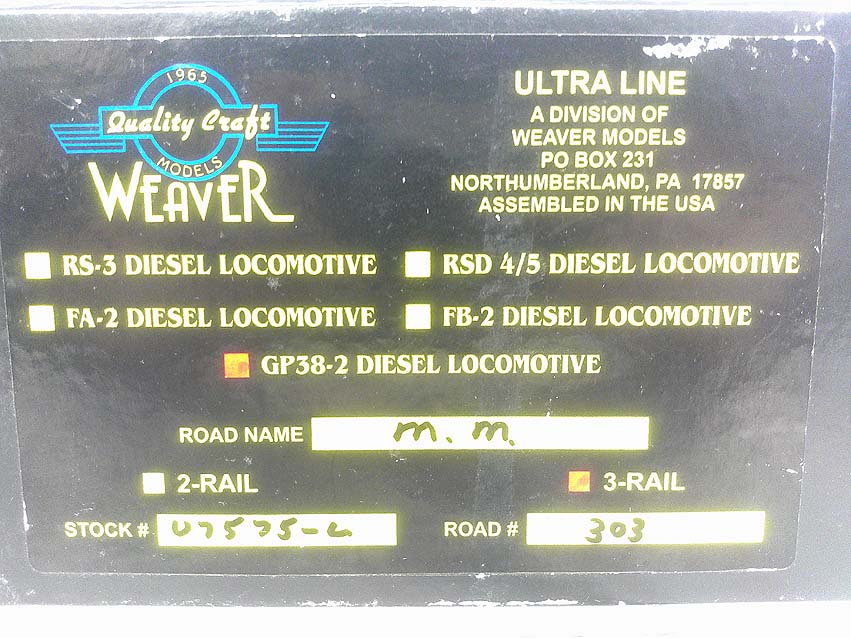 1965
Quality Craft
MODELS
WEAVER
ULTRA LINE
A DIVISION OF
WEAVER MODELS
PO BOX 231
NORTHUMBERLAND, PA 17857
ASSEMBLED IN THE USA
RS-3 DIESEL LOCOMOTIVE
RSD 4/5 DIESEL LOCOMOTIVE
FA-2 DIESEL LOCOMOTIVE
FB-2 DIESEL LOCOMOTIVE
GP38-2 DIESEL LOCOMOTIVE
ROAD NAME m. m.
2-RAIL
3-RAIL
STOCK #
ROAD # 303